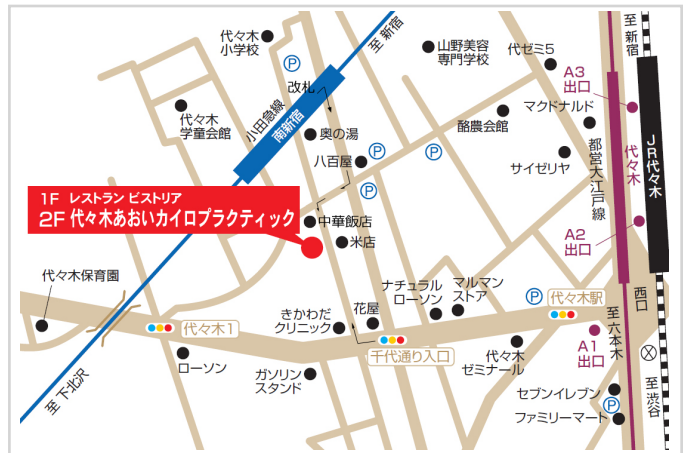 代々木
小学校
P
改札
至 新宿
山野美容
専門学校
代ゼミ5
A3
出口
至 新宿
代々木
学童会館
小田急線
南新宿
奥の湯
八百屋
P
P
酪農会館
マクドナルド
サイゼリヤ
都営大江戸線
代々木
JR代々木
1F レストラン ビストリア
2F 代々木あおいカイロプラクティック
P
中華飯店
米店
A2
出口
代々木保育園
代々木1
ローソン
きかわだ
クリニック
花屋
ナチュラル
ローソン
マルマン
ストア
P
代々木駅
西口
至 六本木
A1
出口
千代通り入口
代々木
ゼミナール
至 下北沢
ガソリン
スタンド
セブンイレブン
P
ファミリーマート
至 渋谷